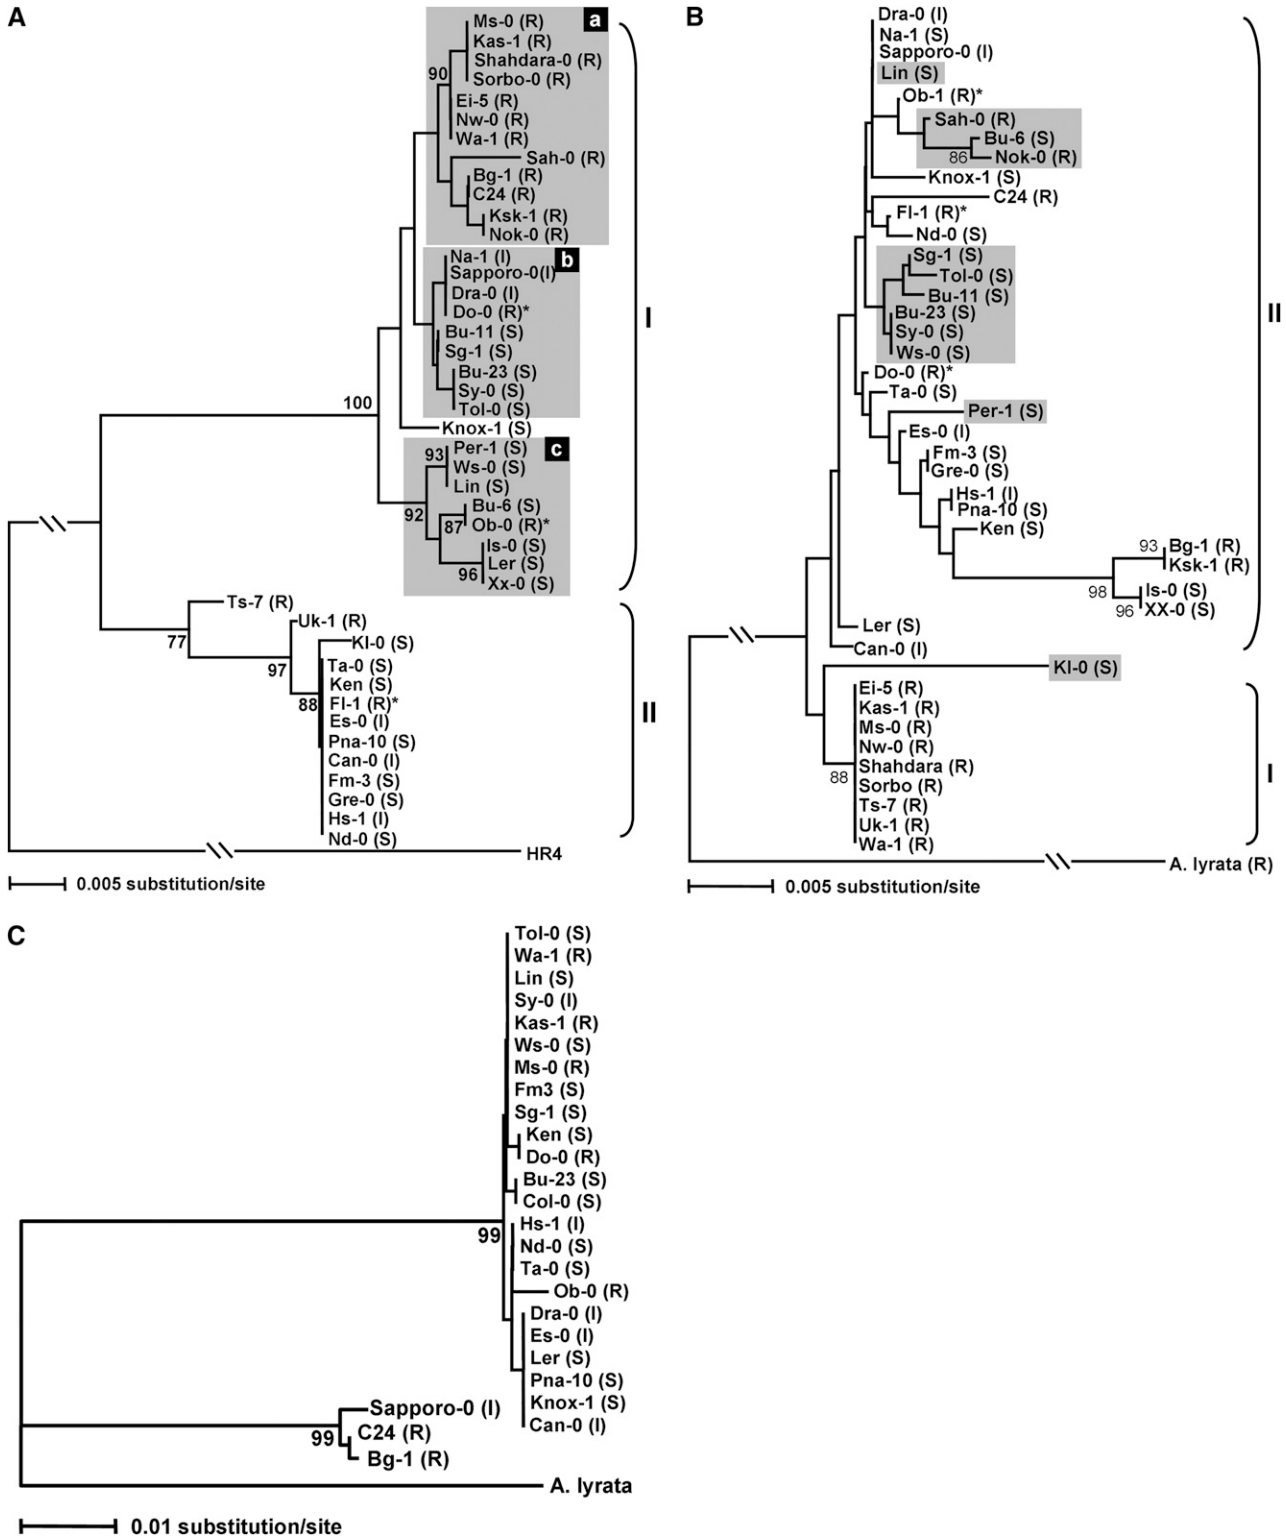 A
Ms-0 (R)
a
Kas-1 (R)
Shahdara-0 (R)
90
Sorbo-0 (R)
Ei-5 (R)
Nw-0 (R)
Wa-1 (R)
Sah-0 (R)
Bg-1 (R)
C24 (R)
Ksk-1 (R)
Nok-0 (R)
Na-1 (I)
b
Sapporo-0(I)
Dra-0 (I)
Do-0 (R)*
Bu-11 (S)
Sg-1 (S)
Bu-23 (S)
Sy-0 (S)
Tol-0 (S)
100
Knox-1 (S)
93
Per-1 (S)
c
Ws-0 (S)
Lin (S)
92
Bu-6 (S)
87
Ob-0 (R)*
Is-0 (S)
Ler (S)
96
Xx-0 (S)
I
Ts-7 (R)
77
Uk-1 (R)
97
Kl-0 (S)
Ta-0 (S)
Ken (S)
88
Fl-1 (R)*
Es-0 (I)
Pna-10 (S)
Can-0 (I)
Fm-3 (S)
Gre-0 (S)
Hs-1 (I)
Nd-0 (S)
II
HR4
0.005 substitution/site
B
Dra-0 (I)
Na-1 (S)
Sapporo-0 (I)
Lin (S)
Ob-1 (R)*
Sah-0 (R)
Bu-6 (S)
86
Nok-0 (R)
Knox-1 (S)
C24 (R)
Fl-1 (R)*
Nd-0 (S)
Sg-1 (S)
Tol-0 (S)
Bu-11 (S)
Bu-23 (S)
Sy-0 (S)
Ws-0 (S)
Do-0 (R)*
Ta-0 (S)
Per-1 (S)
Es-0 (I)
Fm-3 (S)
Gre-0 (S)
Hs-1 (I)
Pna-10 (S)
Ken (S)
93
Bg-1 (R)
Ksk-1 (R)
98
Is-0 (S)
96
XX-0 (S)
Ler (S)
Can-0 (I)
II
Kl-0 (S)
Ei-5 (R)
Kas-1 (R)
Ms-0 (R)
Nw-0 (R)
Shahdara (R)
88
Sorbo (R)
Ts-7 (R)
Uk-1 (R)
Wa-1 (R)
I
A. lyrata (R)
0.005 substitution/site
C
Tol-0 (S)
Wa-1 (R)
Lin (S)
Sy-0 (I)
Kas-1 (R)
Ws-0 (S)
Ms-0 (R)
Fm3 (S)
Sg-1 (S)
Ken (S)
Do-0 (R)
Bu-23 (S)
Col-0 (S)
99
Hs-1 (I)
Nd-0 (S)
Ta-0 (S)
Ob-0 (R)
Dra-0 (I)
Es-0 (I)
Ler (S)
Pna-10 (S)
Knox-1 (S)
Can-0 (I)
Sapporo-0 (I)
99
C24 (R)
Bg-1 (R)
A. lyrata
0.01 substitution/site